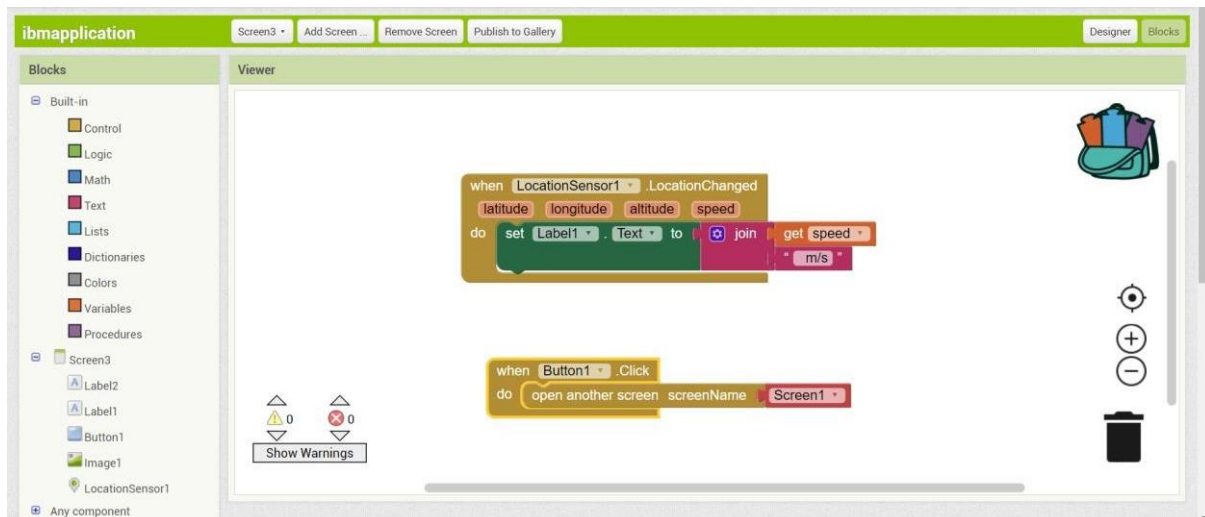 ibmapplication Screen3 Add Screen ... Remove Screen Publish to Gallery Designer Blocks
Blocks
Viewer
Built-in
Control
Logic
Math
Text
Lists
Dictionaries
Colors
Variables
Procedures
Screen3
Label2
Label1
Button1
Image1
LocationSensor1
Any component
when LocationSensor1 .LocationChanged
latitude longitude altitude speed
do set Label1 . Text to join get speed
" m/s "
when Button1 .Click
do open another screen screenName Screen1
0 0
Show Warnings